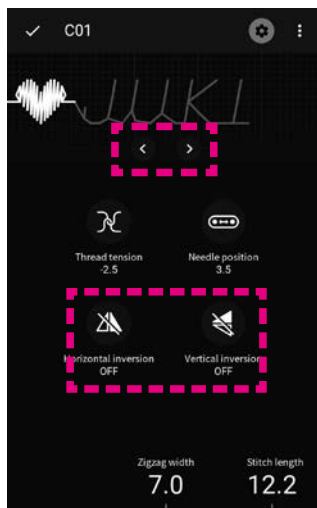 C01
JUKI
Thread tension
-2.5
Needle position
3.5
Horizontal inversion
OFF
Vertical inversion
OFF
Zigzag width
7.0
Stitch length
12.2